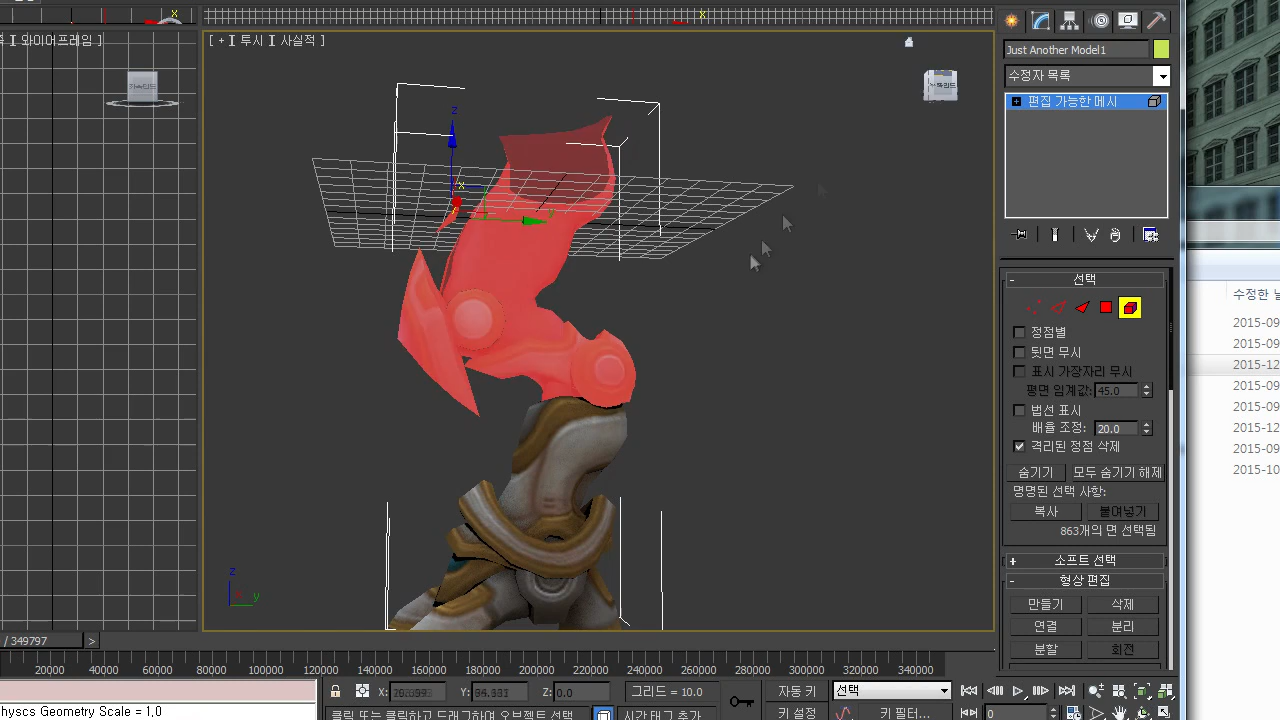 와이어프레임 ]
[ + ] 투시 ] 사실적 ]
x
x
z
x
y
z
y
Just Another Model1
수정자 목록
편집 가능한 메시
선택
정점별
뒷면 무시
표시 가장자리 무시
평면 임계값: 45.0
법선 표시
배율 조정: 20.0
격리된 정점 삭제
숨기기 모두 숨기기 해제
명명된 선택 사항:
복사 붙여넣기
863개의 면 선택됨
+ 소프트 선택
- 형상 편집
만들기 삭제
연결 분리
분할 회전
수정한 날
2015-
2015-
2015-12
2015-
2015-
2015-12
2015-
2015-10
/ 349797 >
20000 40000 60000 80000 100000 120000 140000 160000 180000 200000 220000 240000 260000 280000 300000 320000 340000
X: Y: Z: 0.0 그리드 = 10.0 자동 키 선택
hyscs Geometry Scale = 1,0
클릭 또는 클릭하고 드래그하여 오브젝트 선택 시간 태그 추가 키 설정 키 필터... 0